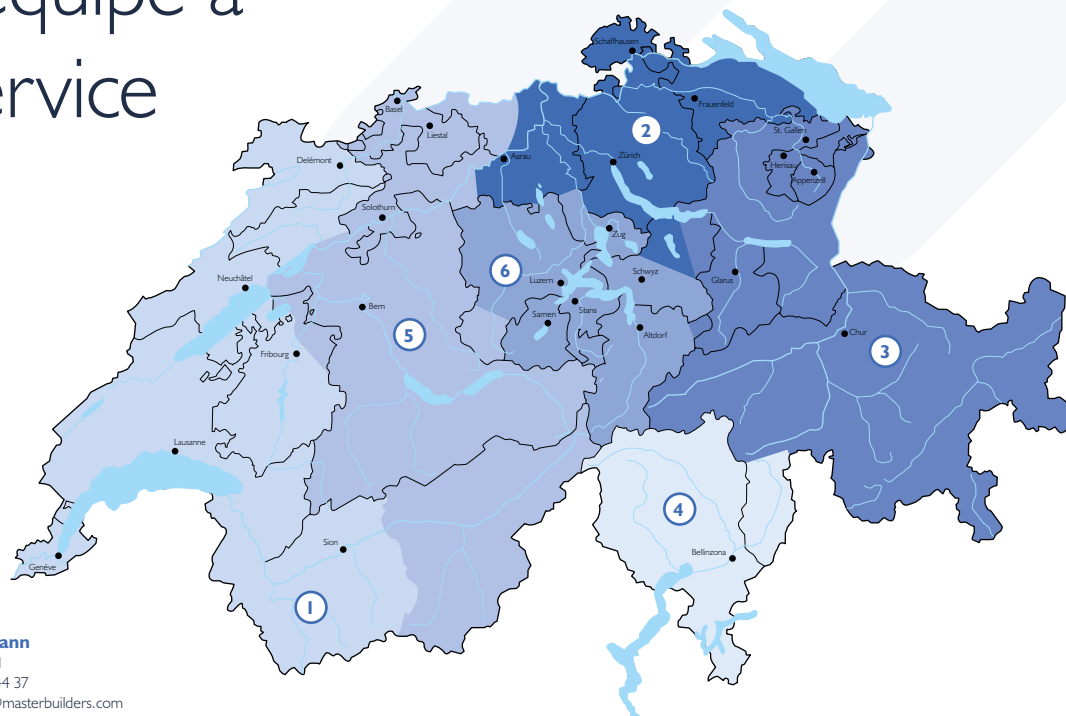 équipe à
ervice
Schaffhausen
Basel
Frauenfeld
Liestal
2
St. Gallen
Aarau
Zürich
Delémont
Herisau
Appenzell
Solothurn
Zug
6
Schwyz
Neuchâtel
Luzern
Glarus
Bern
Stans
Sarnen
5
Altdorf
Chur
3
Fribourg
Lausanne
4
Sion
Bellinzona
Genéve
1
ann
4 37
@masterbuilders.com